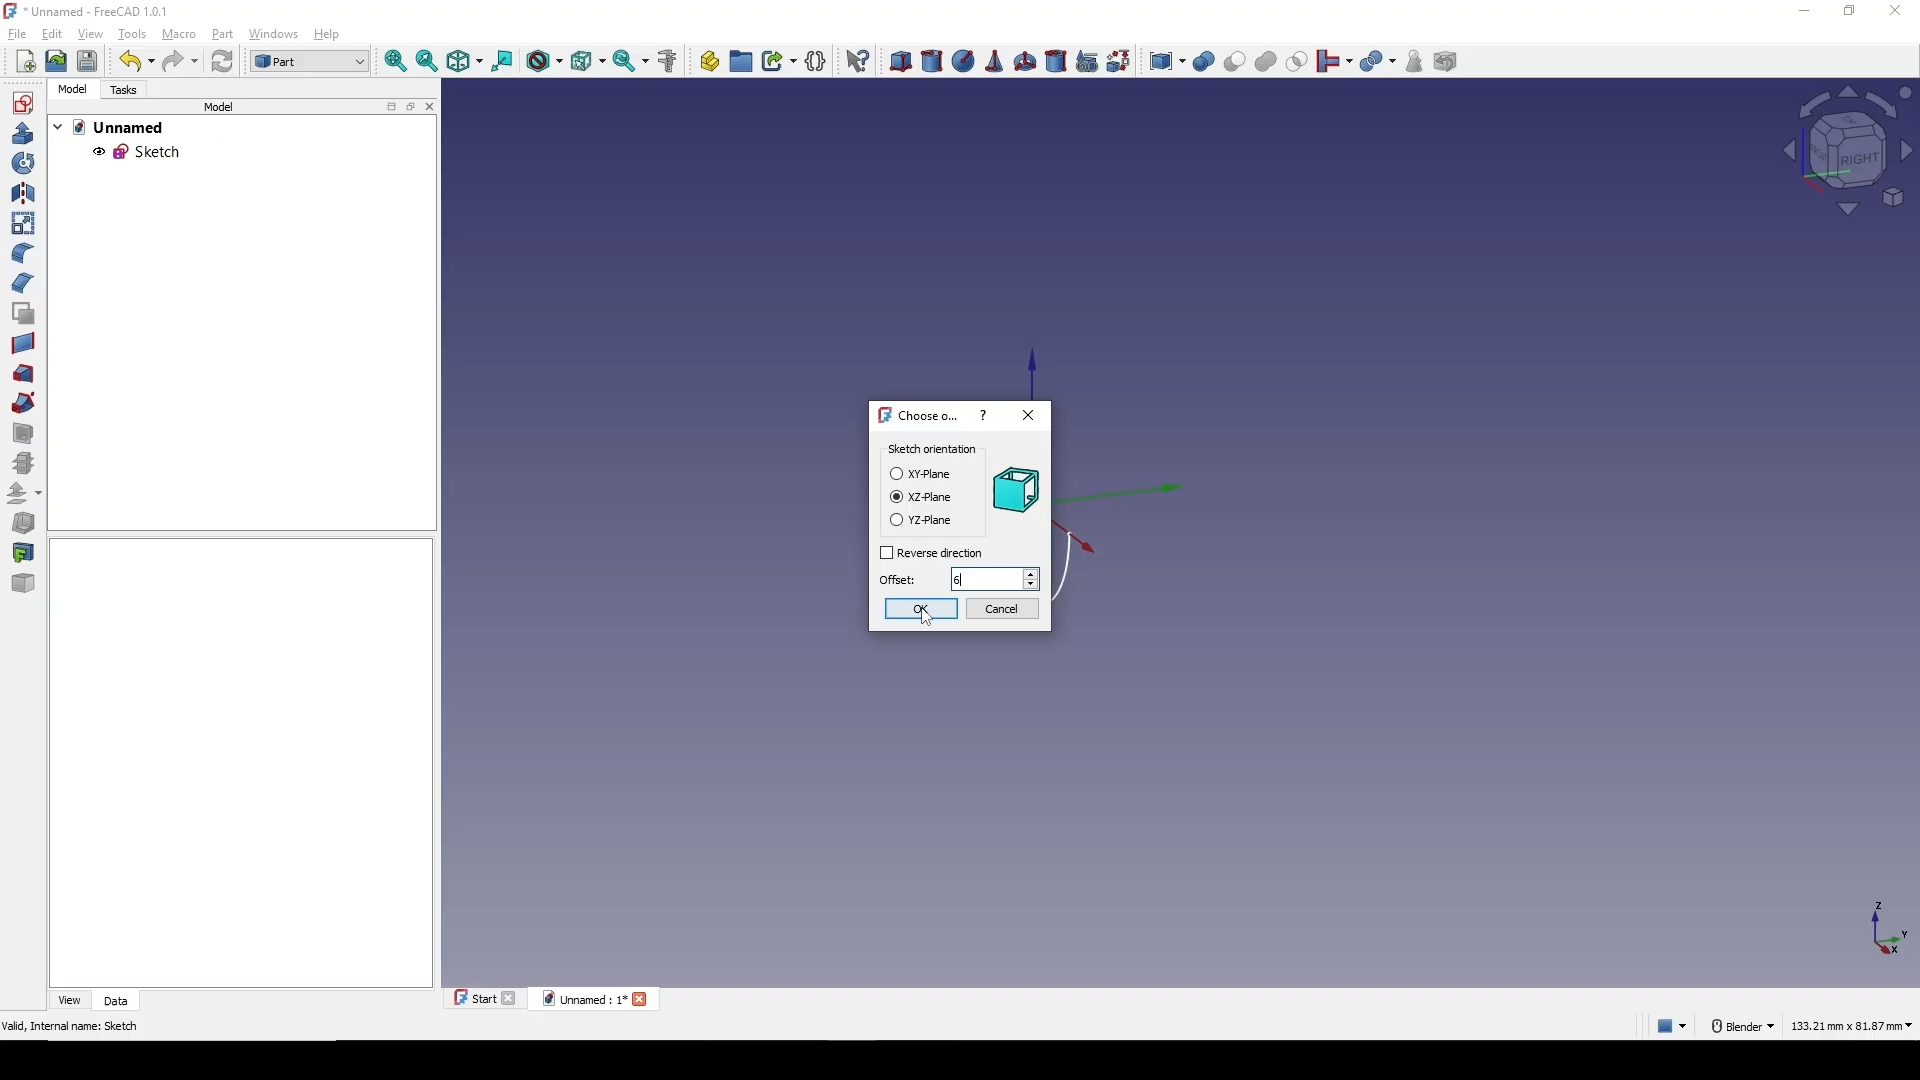 * Unnamed - FreeCAD 1.0.1
File Edit View Tools Macro Part Windows Help
Part
Model Tasks
Model
Unnamed
Sketch
RIGHT
Choose o... ?
Sketch orientation
XY-Plane
XZ-Plane
YZ-Plane
Reverse direction
Offset: 6
OK Cancel
Z
Y
X
View Data
Start Unnamed : 1*
Valid, Internal name: Sketch
Blender 133.21 mm x 81.87 mm